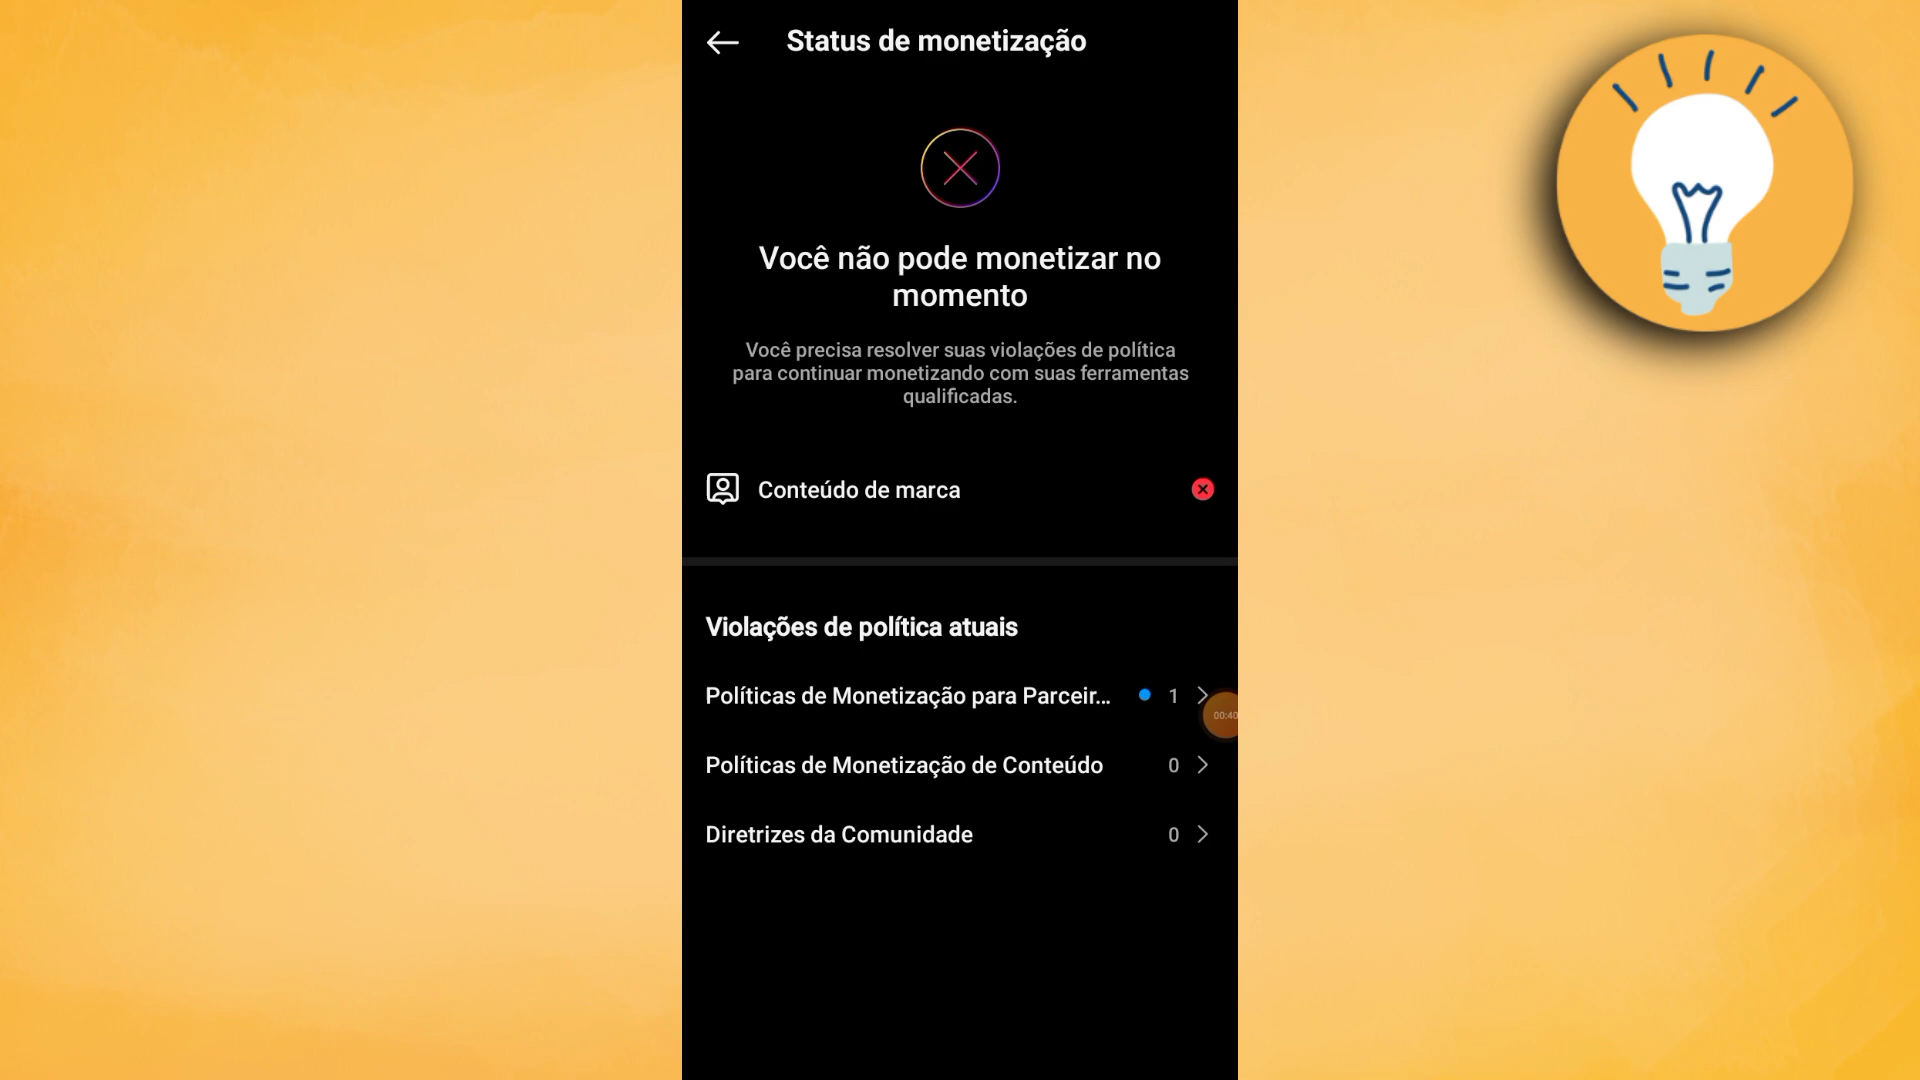 Status de monetização
Você não pode monetizar no
momento
Você precisa resolver suas violações de política
para continuar monetizando com suas ferramentas
qualificadas.
Conteúdo de marca
Violações de política atuais
Políticas de Monetização para Parceir... 1
00:40
Políticas de Monetização de Conteúdo 0
Diretrizes da Comunidade 0